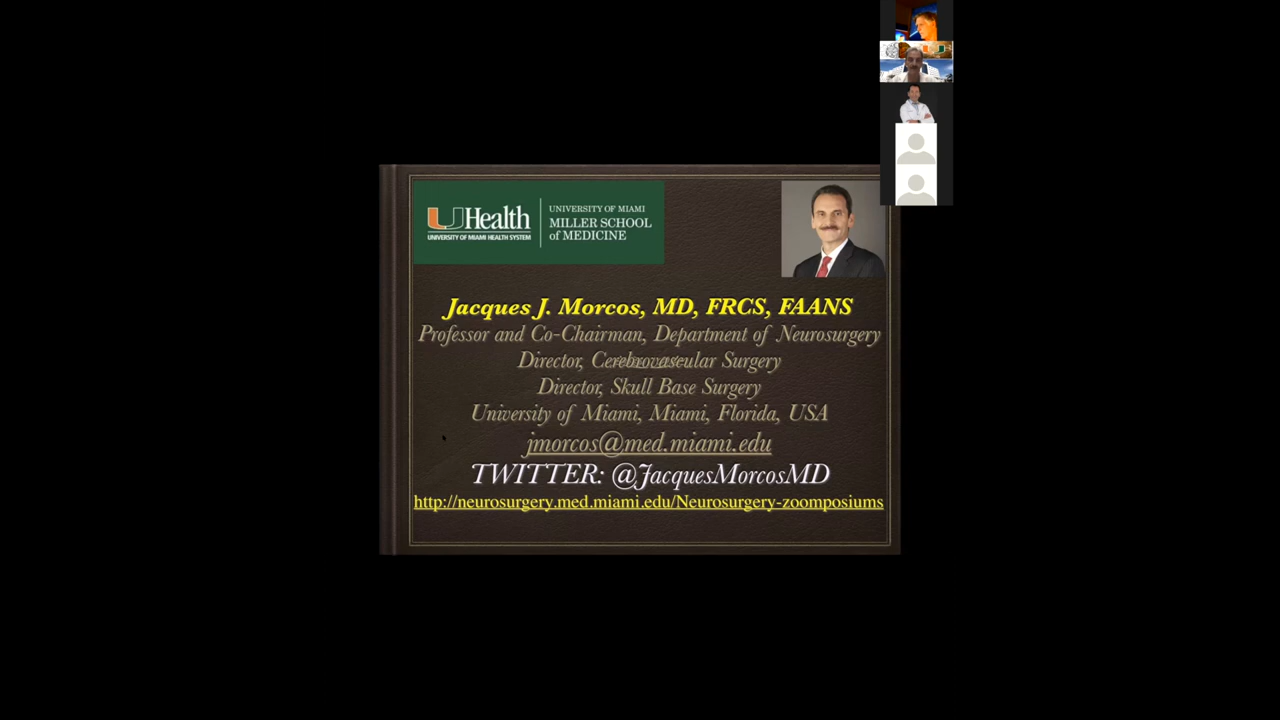 UHealth
UNIVERSITY OF MIAMI HEALTH SYSTEM
UNIVERSITY OF MIAMI
MILLER SCHOOL
of MEDICINE
Jacques J. Morcos, MD, FRCS, FAANS
Professor and Co-Chairman, Department of Neurosurgery
Director, Cerebrovascular Surgery
Director, Skull Base Surgery
University of Miami, Miami, Florida, USA
jmorcos@med.miami.edu
TWITTER: @JacquesMorcosMD
http://neurosurgery.med.miami.edu/Neurosurgery-zoomposiums